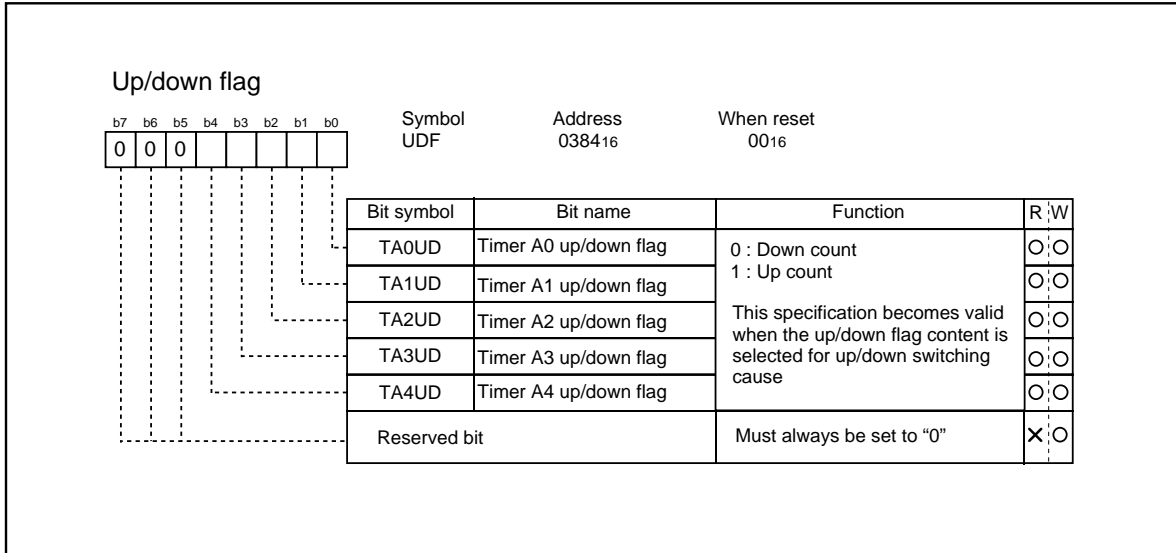 Up/down flag
b7 b6 b5 b4 b3 b2 b1 b0
0 0 0
Symbol Address When reset
UDF 038416 0016
Bit symbol Bit name Function R W
TA0UD Timer A0 up/down flag
TA1UD Timer A1 up/down flag
TA2UD Timer A2 up/down flag
TA3UD Timer A3 up/down flag
TA4UD Timer A4 up/down flag
0 : Down count
1 : Up count
This specification becomes valid
when the up/down flag content is
selected for up/down switching
cause
Reserved bit Must always be set to “0”